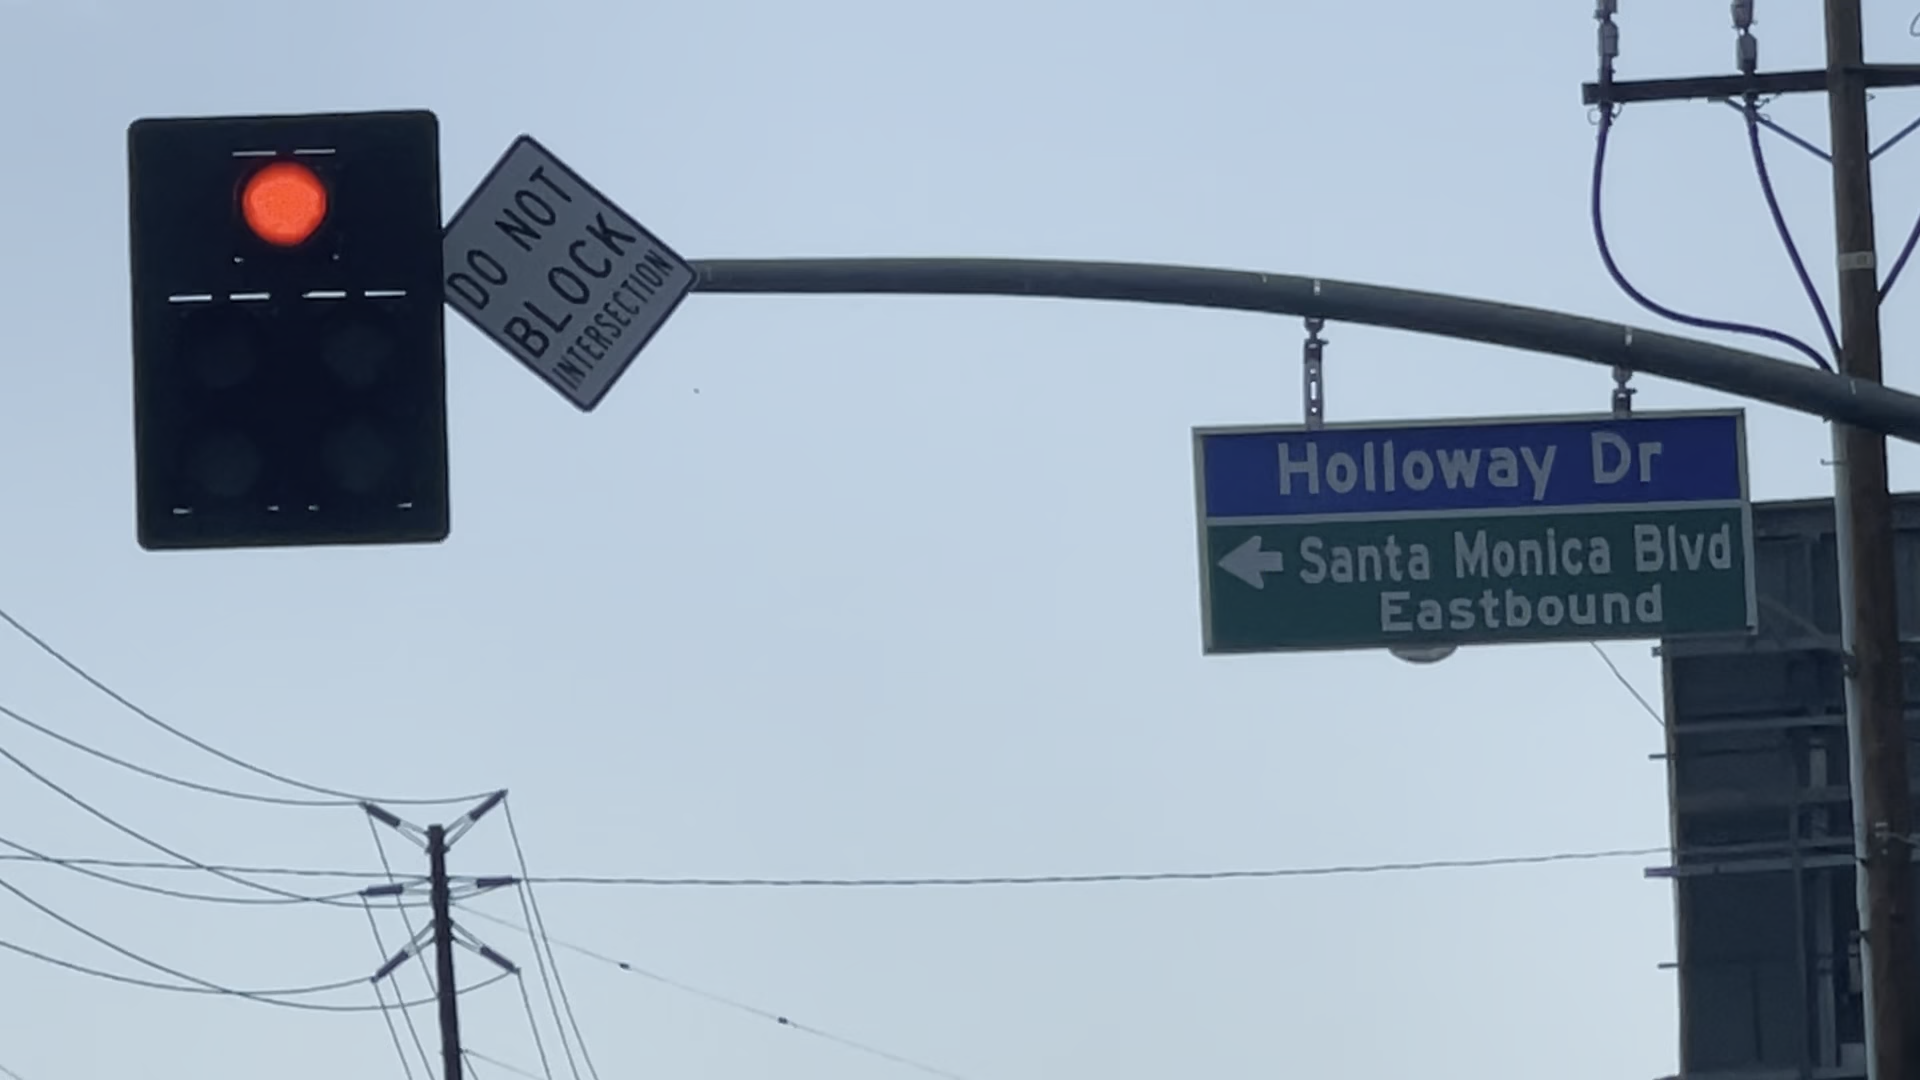 DO NOT
BLOCK
INTERSECTION
Holloway Dr
Santa Monica Blvd
Eastbound